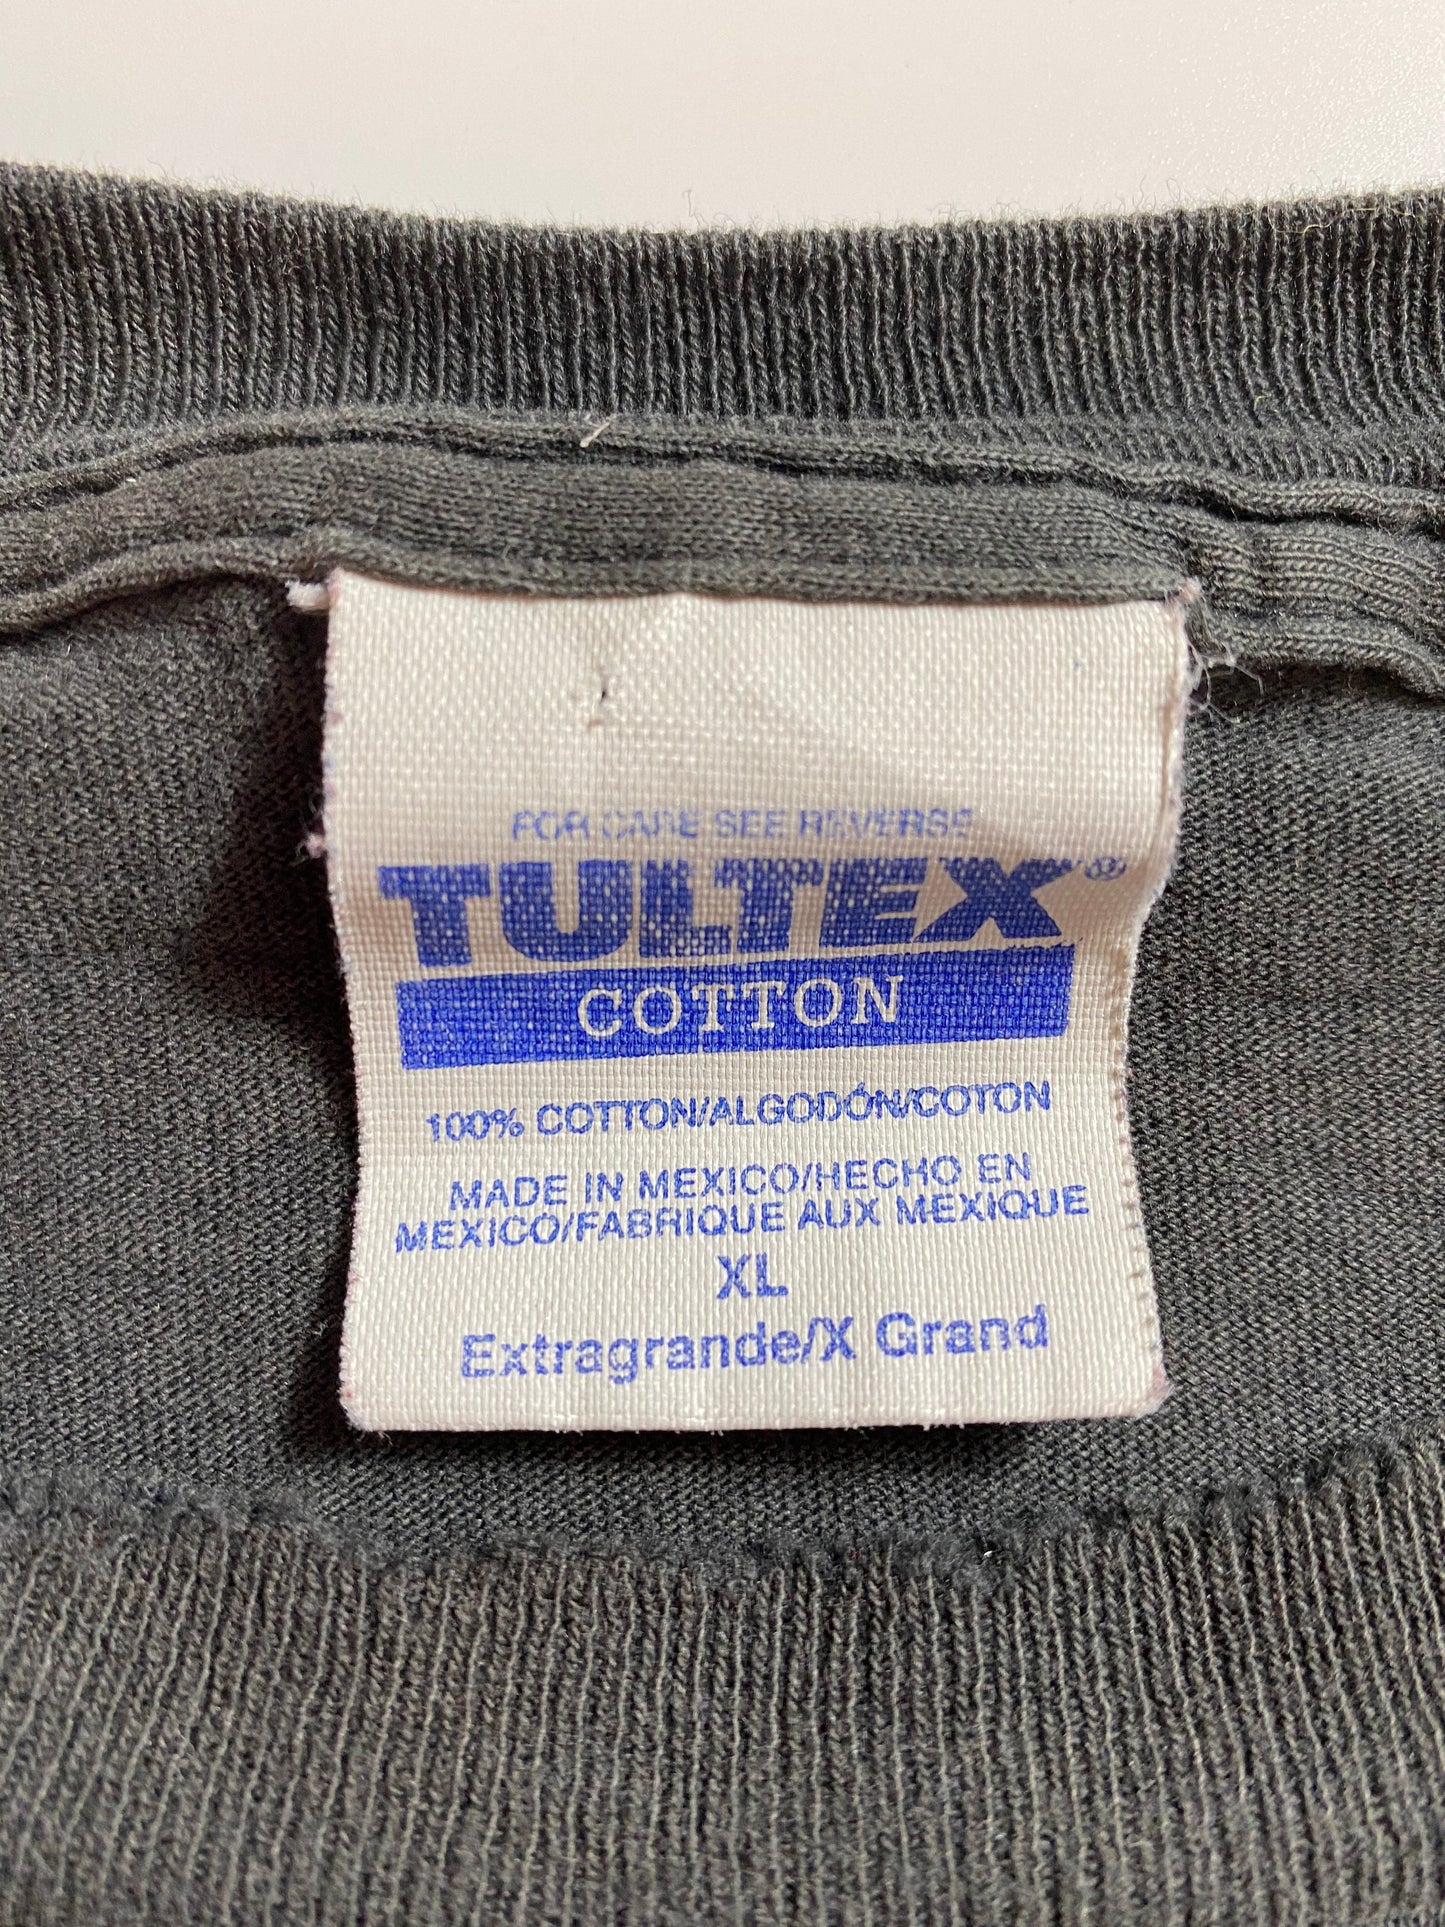 FOR CARE SEE REVERSE
TULTEX®
COTTON
100% COTTON/ALGODÓN/COTON
MADE IN MEXICO/HECHO EN
MEXICO/FABRIQUE AUX MEXIQUE
XL
Extragrande/X Grand